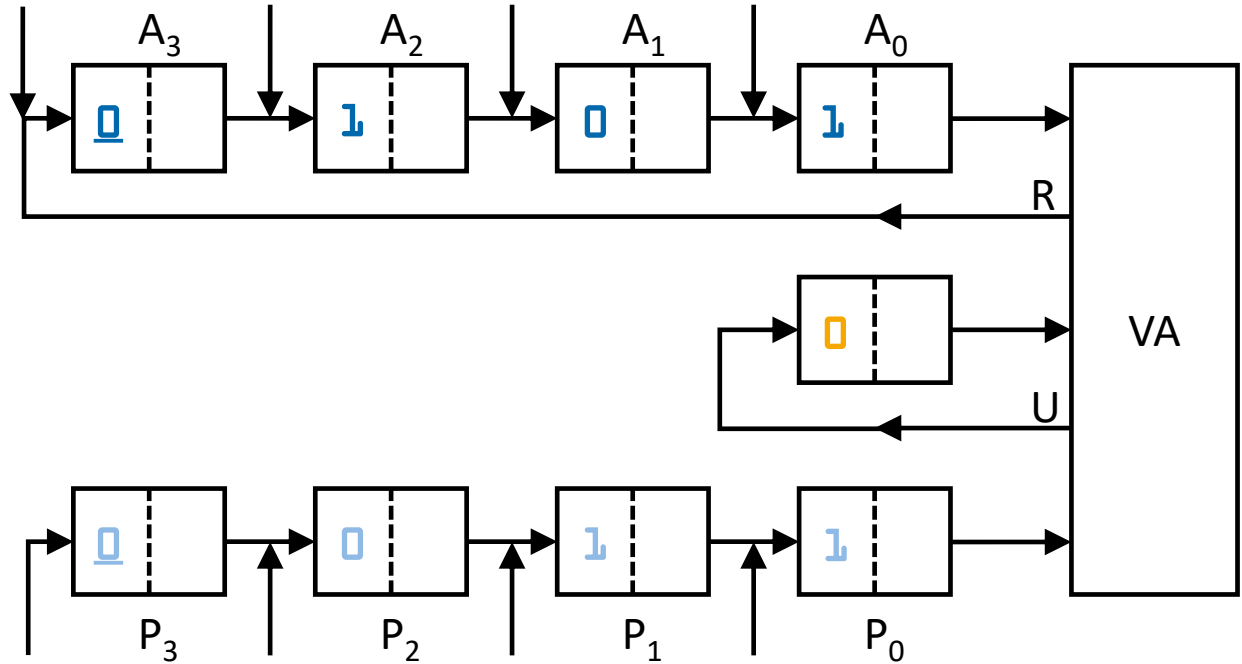 A₃ A₂ A₁ A₀
0 1 0 1
R
0 VA
U
0 0 1 1
P₃ P₂ P₁ P₀